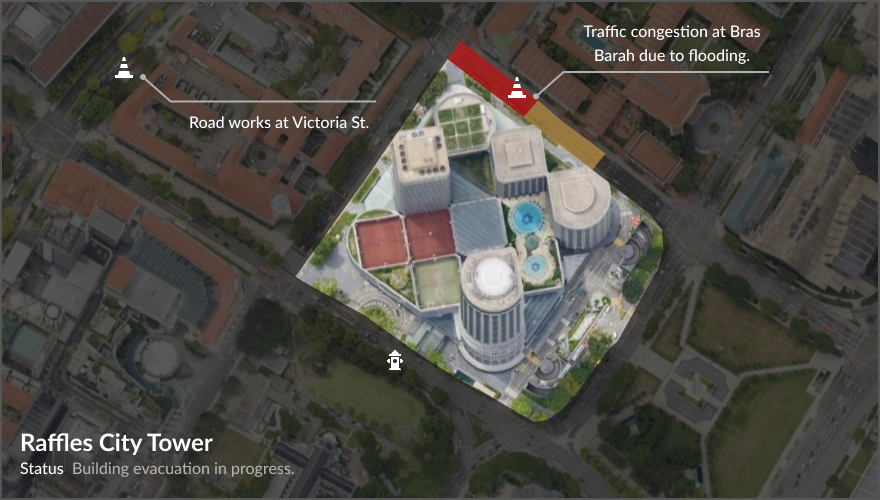 Traffic congestion at Bras
Barah due to flooding.
Road works at Victoria St.
Raffles City Tower
Status Building evacuation in progress.